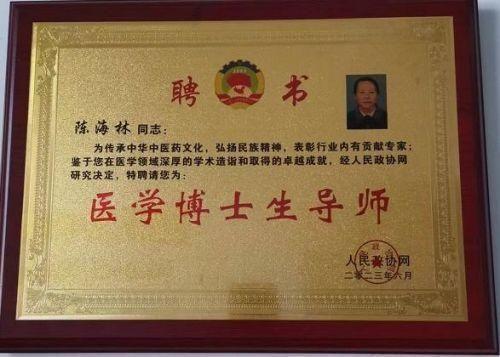 聘书
陈海林同志：
为传承中华中医药文化，弘扬民族精神，表彰行业内有贡献专家；
鉴于您在医学领域深厚的学术造诣和取得的卓越成就，经人民政协网
研究决定，特聘请您为：
医学博士生导师
人民政协网
二零二三年六月